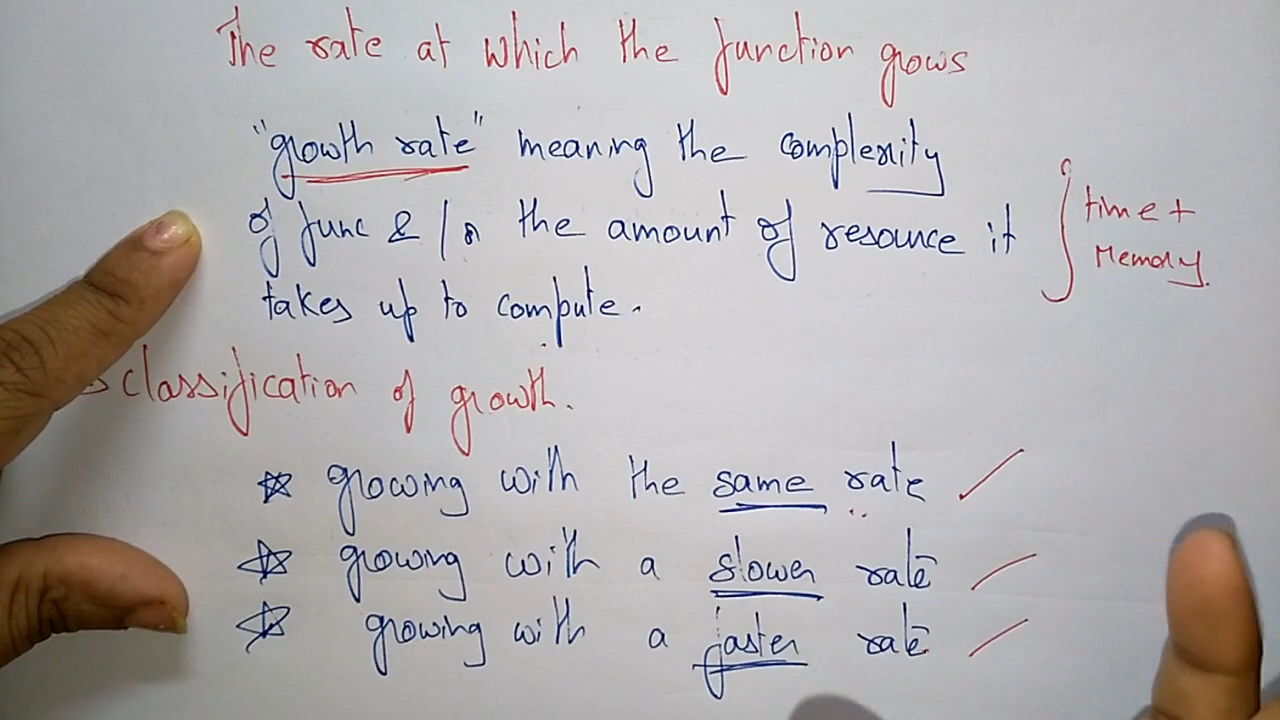 The rate at which the function grows
"growth rate" meaning the complexity
of func & / or the amount of resource it
takes up to compute.
time +
Memory.
classification of growth.
growing with the same rate
growing with a slower rate
growing with a faster rate